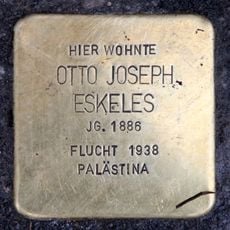 HIER WOHNTE
OTTO JOSEPH
ESKELES
JG. 1886
FLUCHT 1938
PALÄSTINA